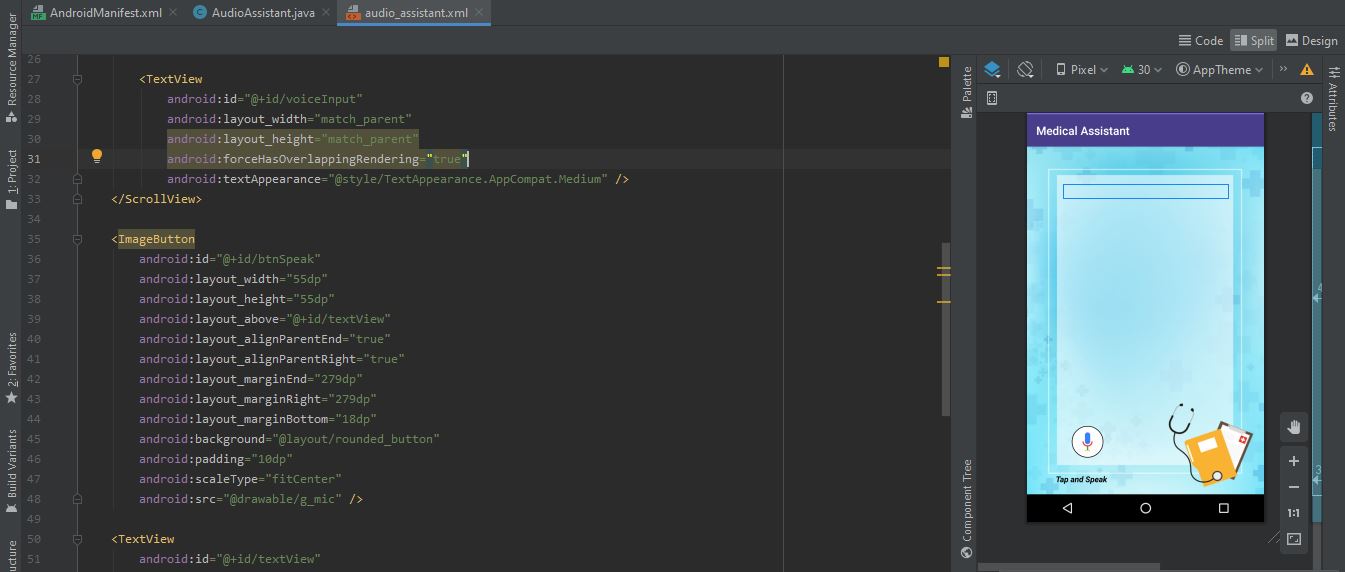 AndroidManifest.xml
AudioAssistant.java
audio_assistant.xml
Code
Split
Design
Resource Manager
1: Project
2: Favorites
Build Variants
ucture
26
27 <TextView
28 android:id="@+id/voiceInput"
29 android:layout_width="match_parent"
30 android:layout_height="match_parent"
31 android:forceHasOverlappingRendering="true"
32 android:textAppearance="@style/TextAppearance.AppCompat.Medium" />
33 </ScrollView>
34
35 <ImageButton
36 android:id="@+id/btnSpeak"
37 android:layout_width="55dp"
38 android:layout_height="55dp"
39 android:layout_above="@+id/textView"
40 android:layout_alignParentEnd="true"
41 android:layout_alignParentRight="true"
42 android:layout_marginEnd="279dp"
43 android:layout_marginRight="279dp"
44 android:layout_marginBottom="18dp"
45 android:background="@layout/rounded_button"
46 android:padding="10dp"
47 android:scaleType="fitCenter"
48 android:src="@drawable/g_mic" />
49
50 <TextView
51 android:id="@+id/textView"
Palette
Component Tree
Pixel
30
AppTheme
Attributes
Medical Assistant
Tap and Speak
4
3
1:1